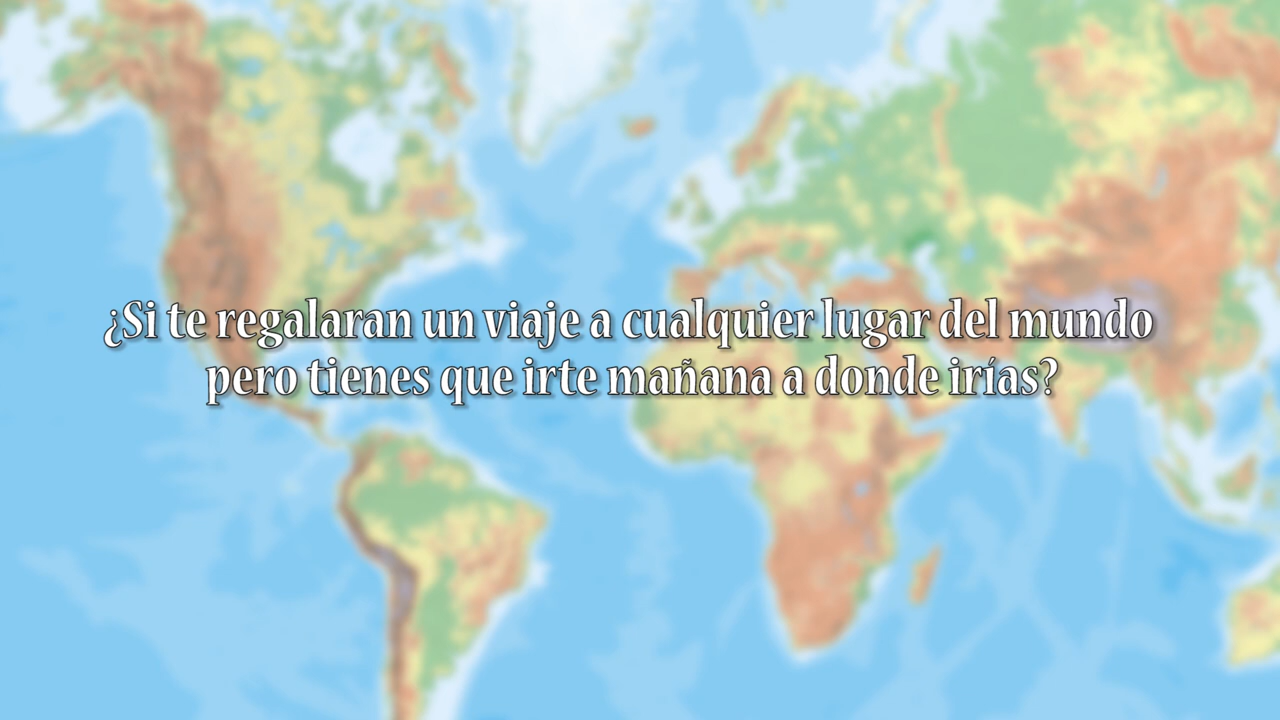 ¿Si te regalaran un viaje a cualquier lugar del mundo
pero tienes que irte mañana a donde irías?